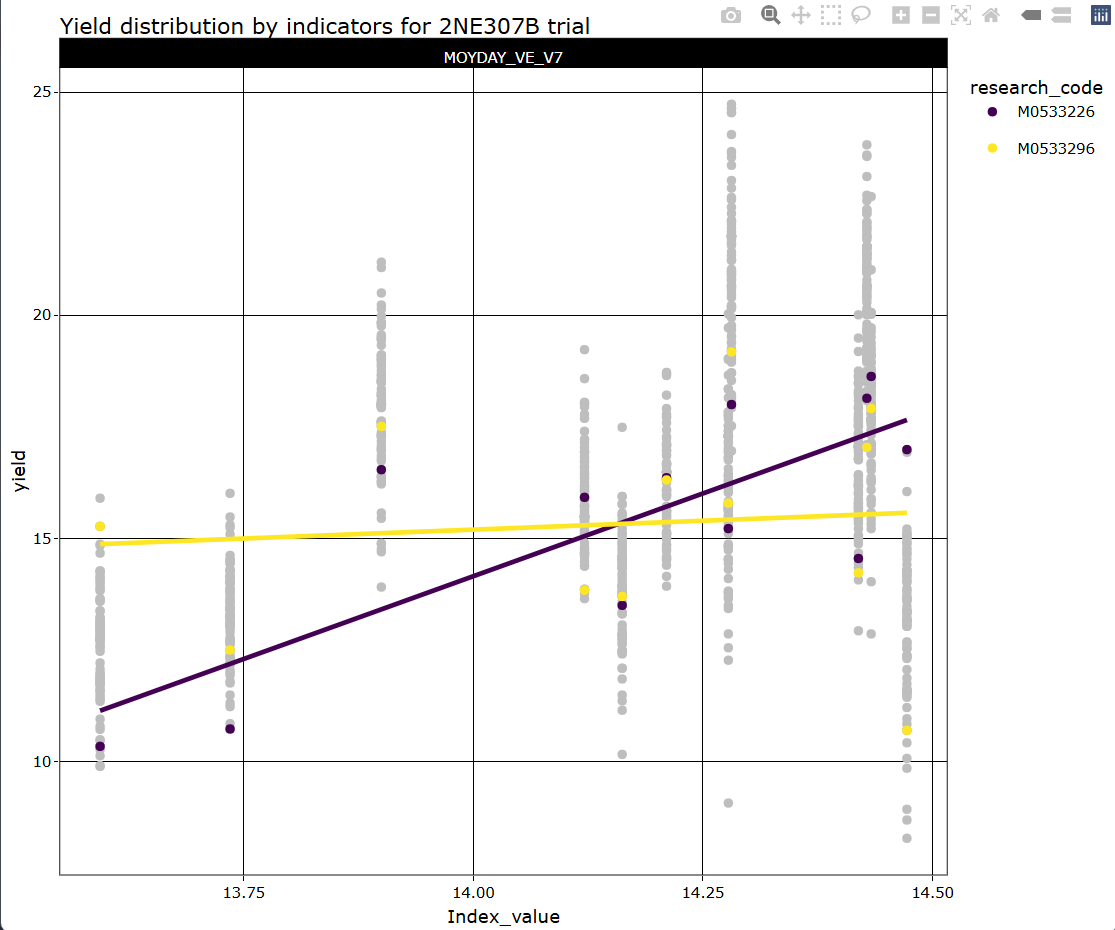 Yield distribution by indicators for 2NE307B trial
MOYDAY_VE_V7
research_code
M0533226
M0533296
25
20
15
10
yield
13.75
14.00
14.25
14.50
Index_value